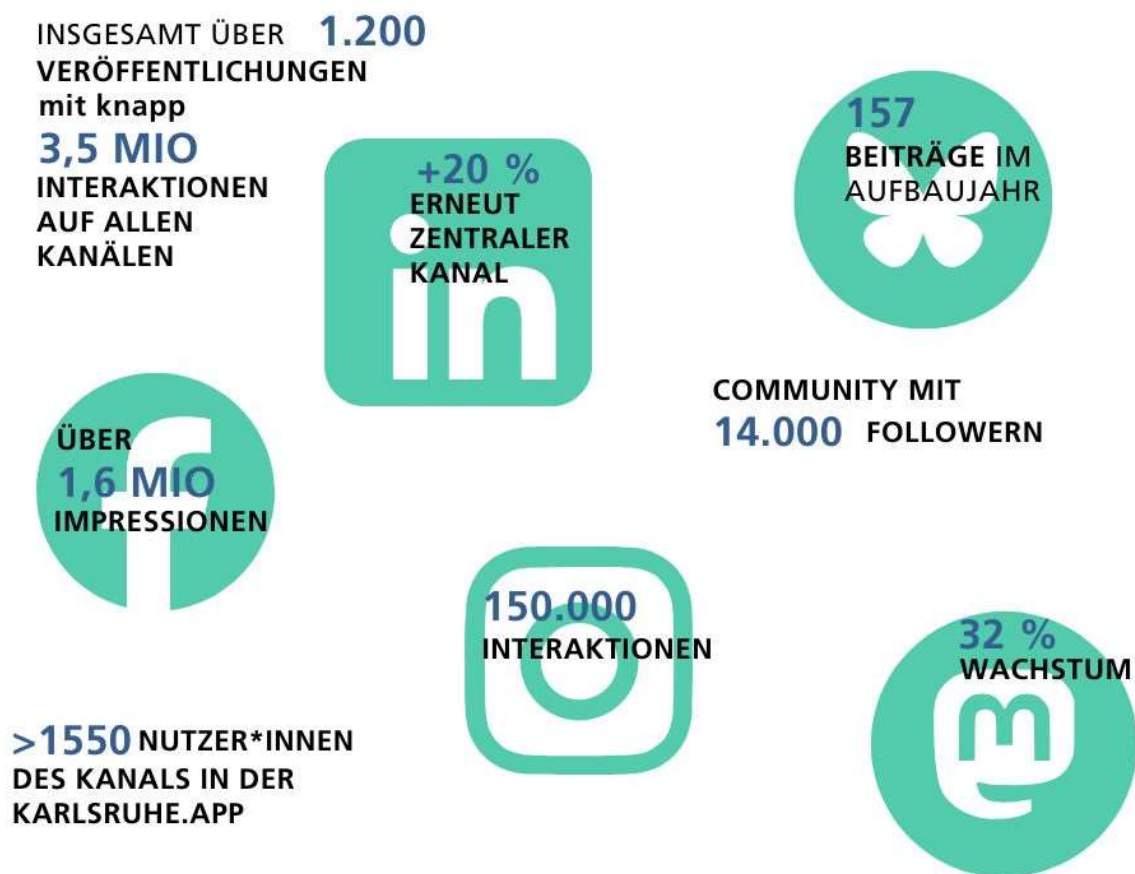 INSGESAMT ÜBER 1.200
VERÖFFENTLICHUNGEN
mit knapp
3,5 MIO
INTERAKTIONEN
AUF ALLEN
KANÄLEN
+20 %
ERNEUT
ZENTRALER
KANAL
in
157
BEITRÄGE IM
AUFBAUJAHR
COMMUNITY MIT
14.000 FOLLOWERN
ÜBER
1,6 MIO
IMPRESSIONEN
f
150.000
INTERAKTIONEN
32 %
WACHSTUM
m
>1550 NUTZER*INNEN
DES KANALS IN DER
KARLSRUHE.APP